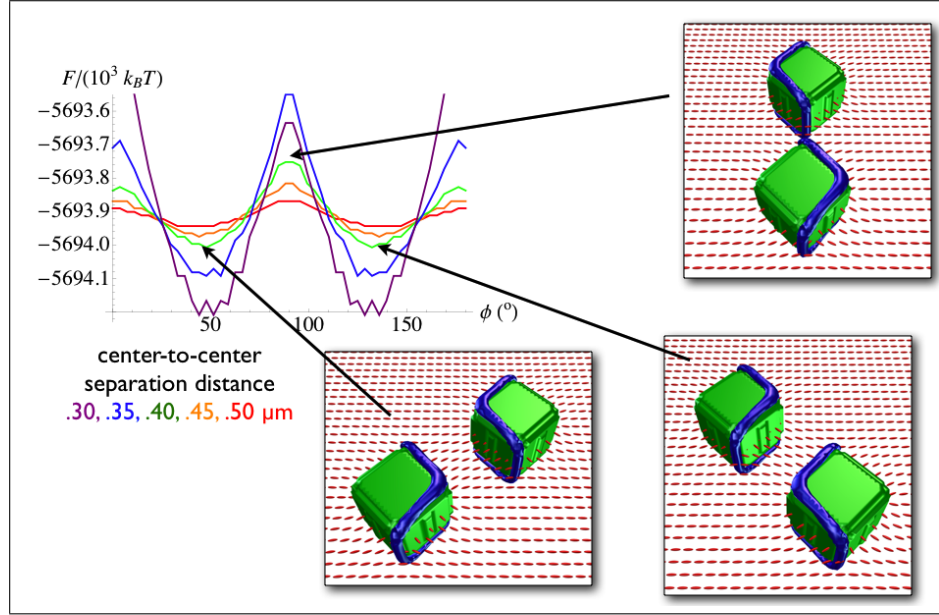 F/(10³ k_BT)
−5693.6
−5693.7
−5693.8
−5693.9
−5694.0
−5694.1
50 100 150 ϕ (°)
center-to-center
separation distance
.30, .35, .40, .45, .50 μm